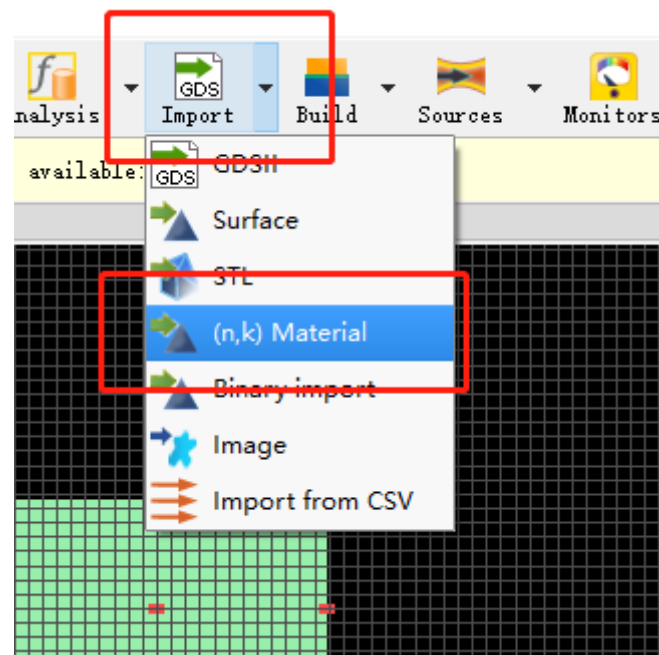 nalysis
GDS
Import
Build
Sources
Monitors
available:
GDS
GDSII
Surface
STL
(n,k) Material
Binary import
Image
Import from CSV